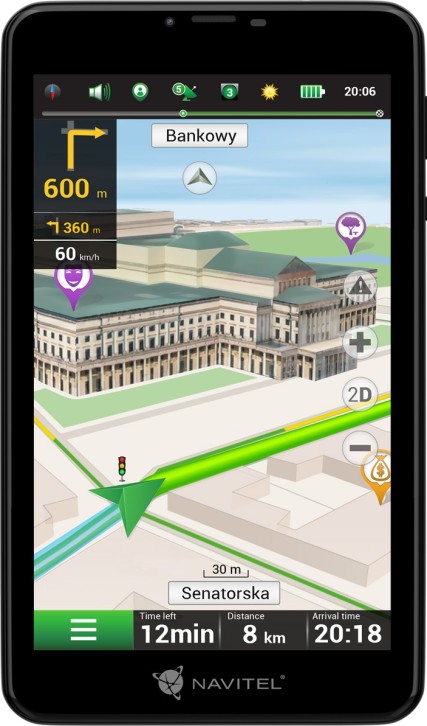 5
3
20:06
Bankowy
600 m
360 m
60 km/h
2D
30 m
Senatorska
Time left
12min
Distance
8 km
Arrival time
20:18
NAVITEL®